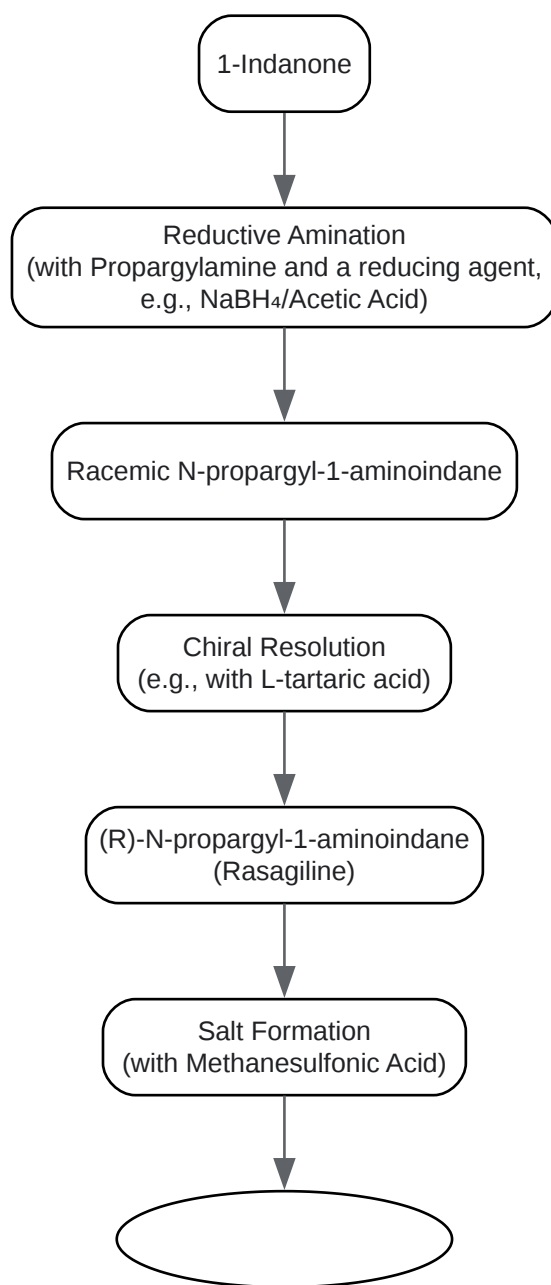 1-Indanone
Reductive Amination
(with Propargylamine and a reducing agent,
e.g., NaBH₄/Acetic Acid)
Racemic N-propargyl-1-aminoindane
Chiral Resolution
(e.g., with L-tartaric acid)
(R)-N-propargyl-1-aminoindane
(Rasagiline)
Salt Formation
(with Methanesulfonic Acid)